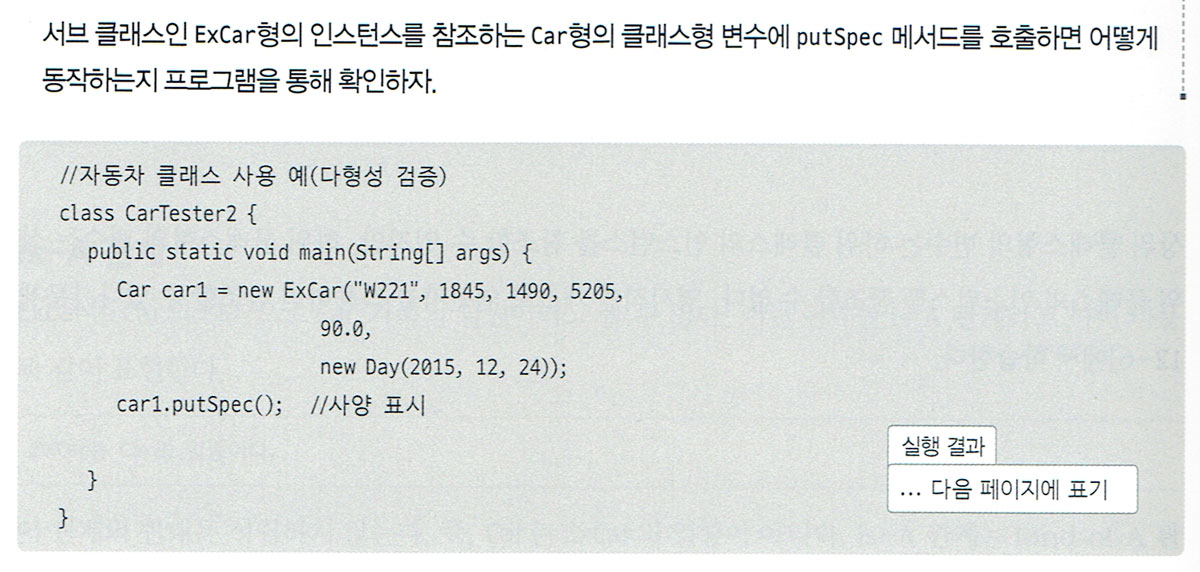 서브 클래스인 ExCar형의 인스턴스를 참조하는 Car형의 클래스형 변수에 putSpec 메서드를 호출하면 어떻게
동작하는지 프로그램을 통해 확인하자.
//자동차 클래스 사용 예(다형성 검증)
class CarTester2 {
public static void main(String[] args) {
Car car1 = new ExCar("W221", 1845, 1490, 5205,
90.0,
new Day(2015, 12, 24));
car1.putSpec(); //사양 표시
}
}
실행 결과
... 다음 페이지에 표기